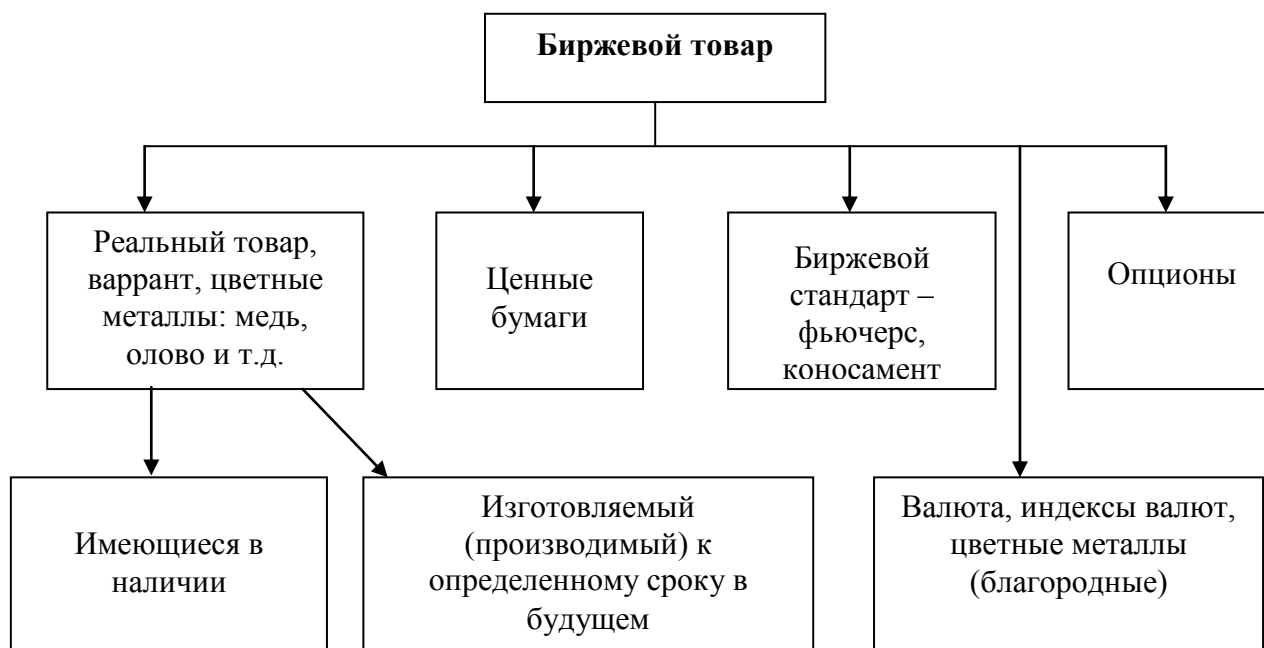 Биржевой товар
Реальный товар,
варрант, цветные
металлы: медь,
олово и т.д.
Ценные
бумаги
Биржевой
стандарт –
фьючерс,
коносамент
Опционы
Имеющиеся в
наличии
Изготовляемый
(производимый) к
определенному сроку в
будущем
Валюта, индексы валют,
цветные металлы
(благородные)